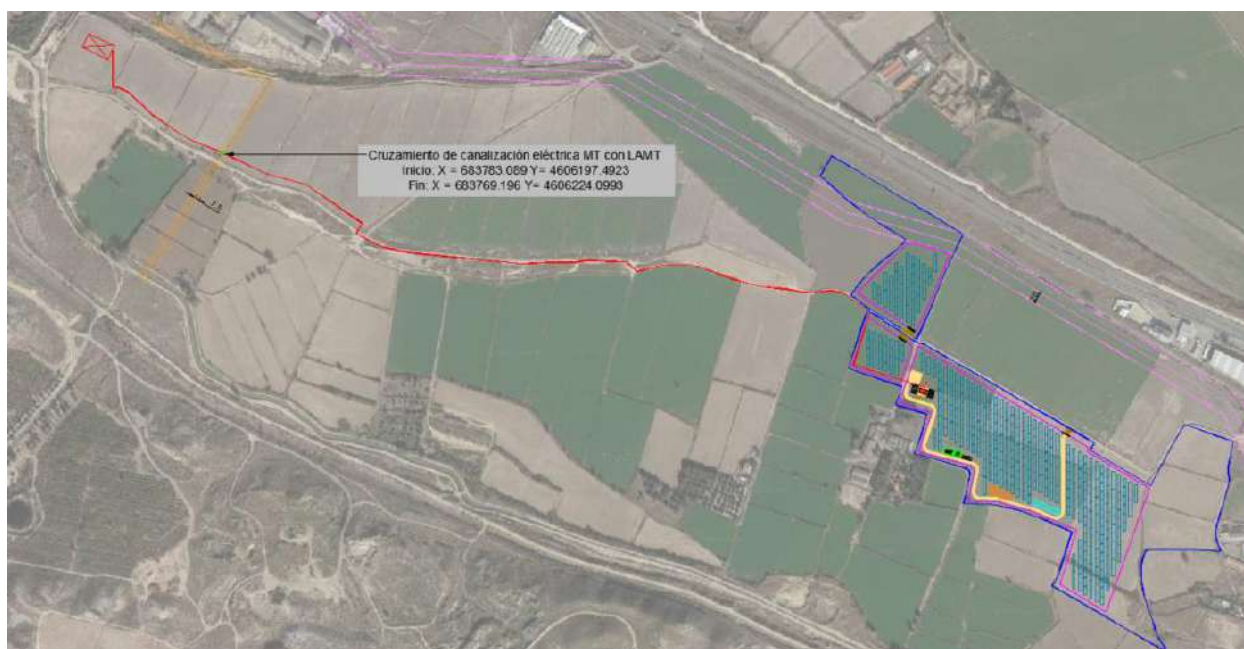 Cruzamiento de canalización eléctrica MT con LAMT
Inicio: X = 683783.089 Y= 4606197.4923
Fin: X = 683769.196 Y= 4606224.0993